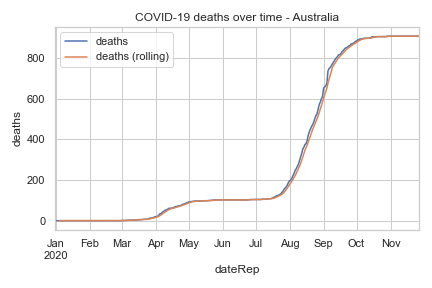 COVID-19 deaths over time - Australia
deaths
deaths (rolling)
800
600
400
200
0
deaths
Jan Feb Mar Apr May Jun Jul Aug Sep Oct Nov
2020
dateRep